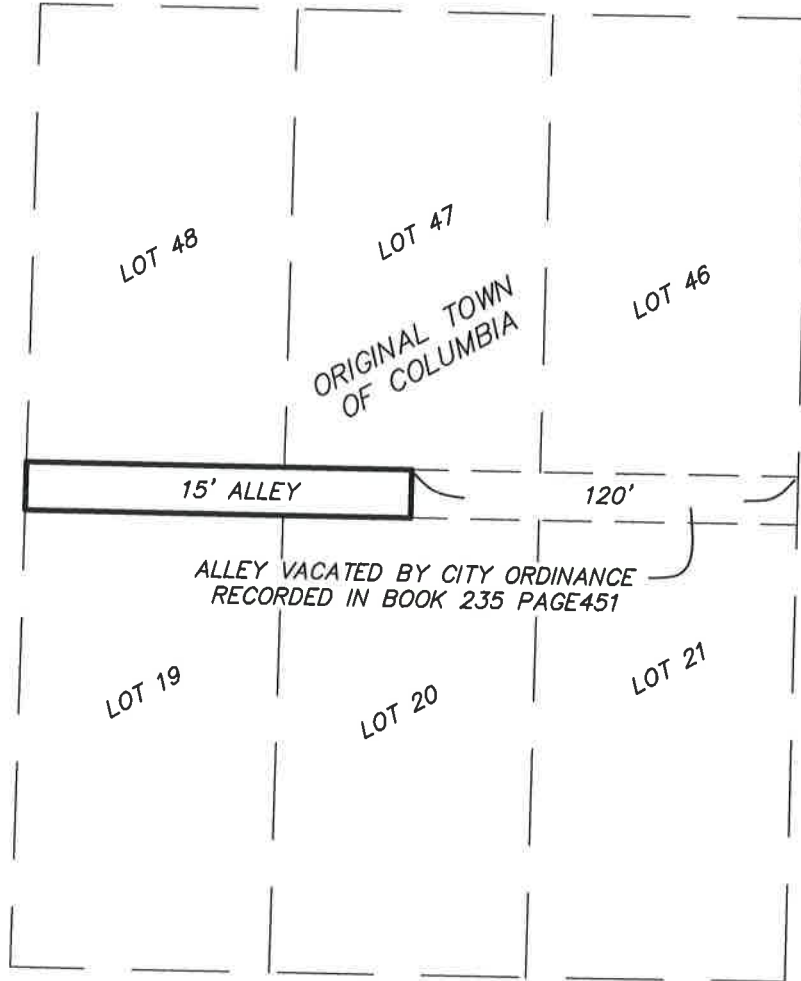 LOT 48
LOT 47
LOT 46
ORIGINAL TOWN
OF COLUMBIA
15' ALLEY
120'
ALLEY VACATED BY CITY ORDINANCE
RECORDED IN BOOK 235 PAGE451
LOT 19
LOT 20
LOT 21